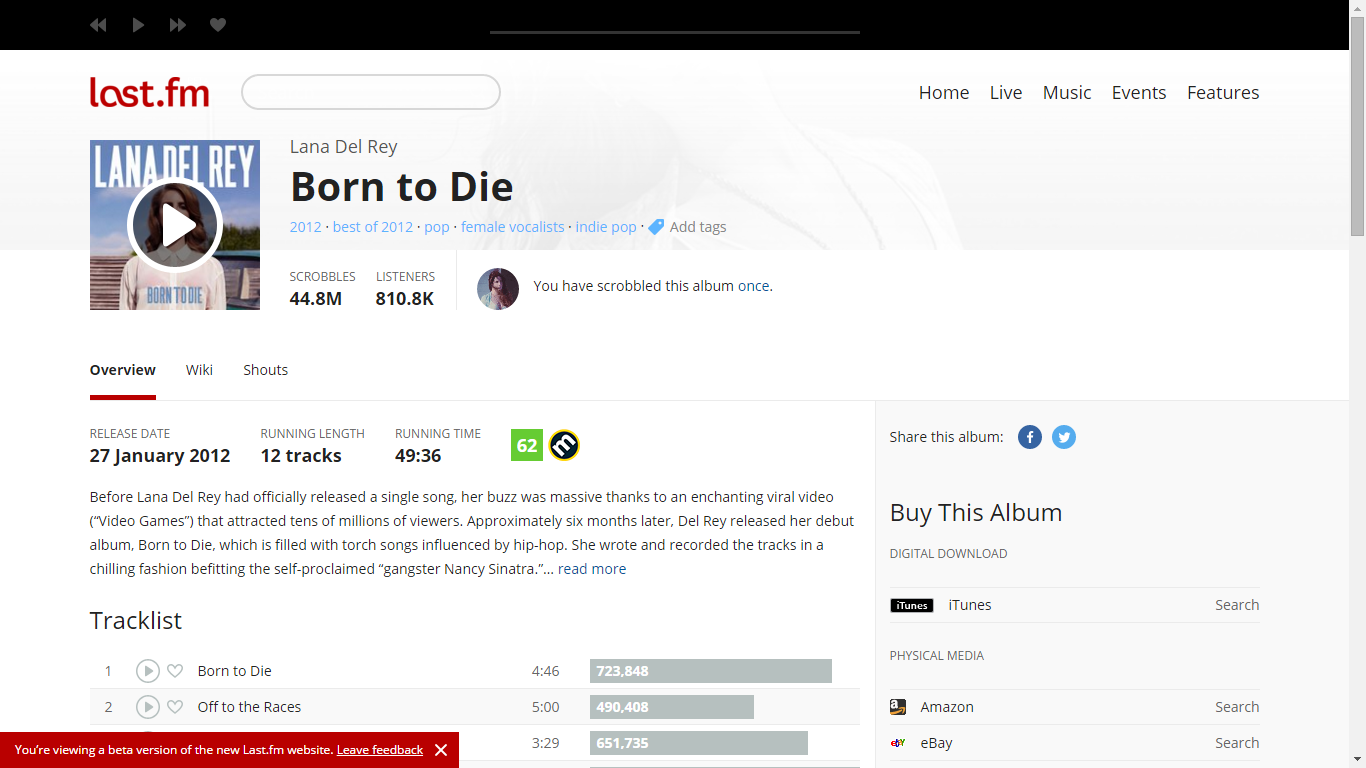 last.fm
Home Live Music Events Features
LANA DEL REY
BORN TO DIE
Lana Del Rey
Born to Die
2012 · best of 2012 · pop · female vocalists · indie pop · Add tags
SCROBBLES LISTENERS
44.8M 810.8K
You have scrobbled this album once.
Overview Wiki Shouts
RELEASE DATE RUNNING LENGTH RUNNING TIME
27 January 2012 12 tracks 49:36
62 m
Before Lana Del Rey had officially released a single song, her buzz was massive thanks to an enchanting viral video
(“Video Games”) that attracted tens of millions of viewers. Approximately six months later, Del Rey released her debut
album, Born to Die, which is filled with torch songs influenced by hip-hop. She wrote and recorded the tracks in a
chilling fashion befitting the self-proclaimed “gangster Nancy Sinatra.”... read more
Tracklist
1 Born to Die 4:46 723,848
2 Off to the Races 5:00 490,408
3:29 651,735
Share this album: f
Buy This Album
DIGITAL DOWNLOAD
iTunes iTunes Search
PHYSICAL MEDIA
a Amazon Search
ebY eBay Search
You're viewing a beta version of the new Last.fm website. Leave feedback